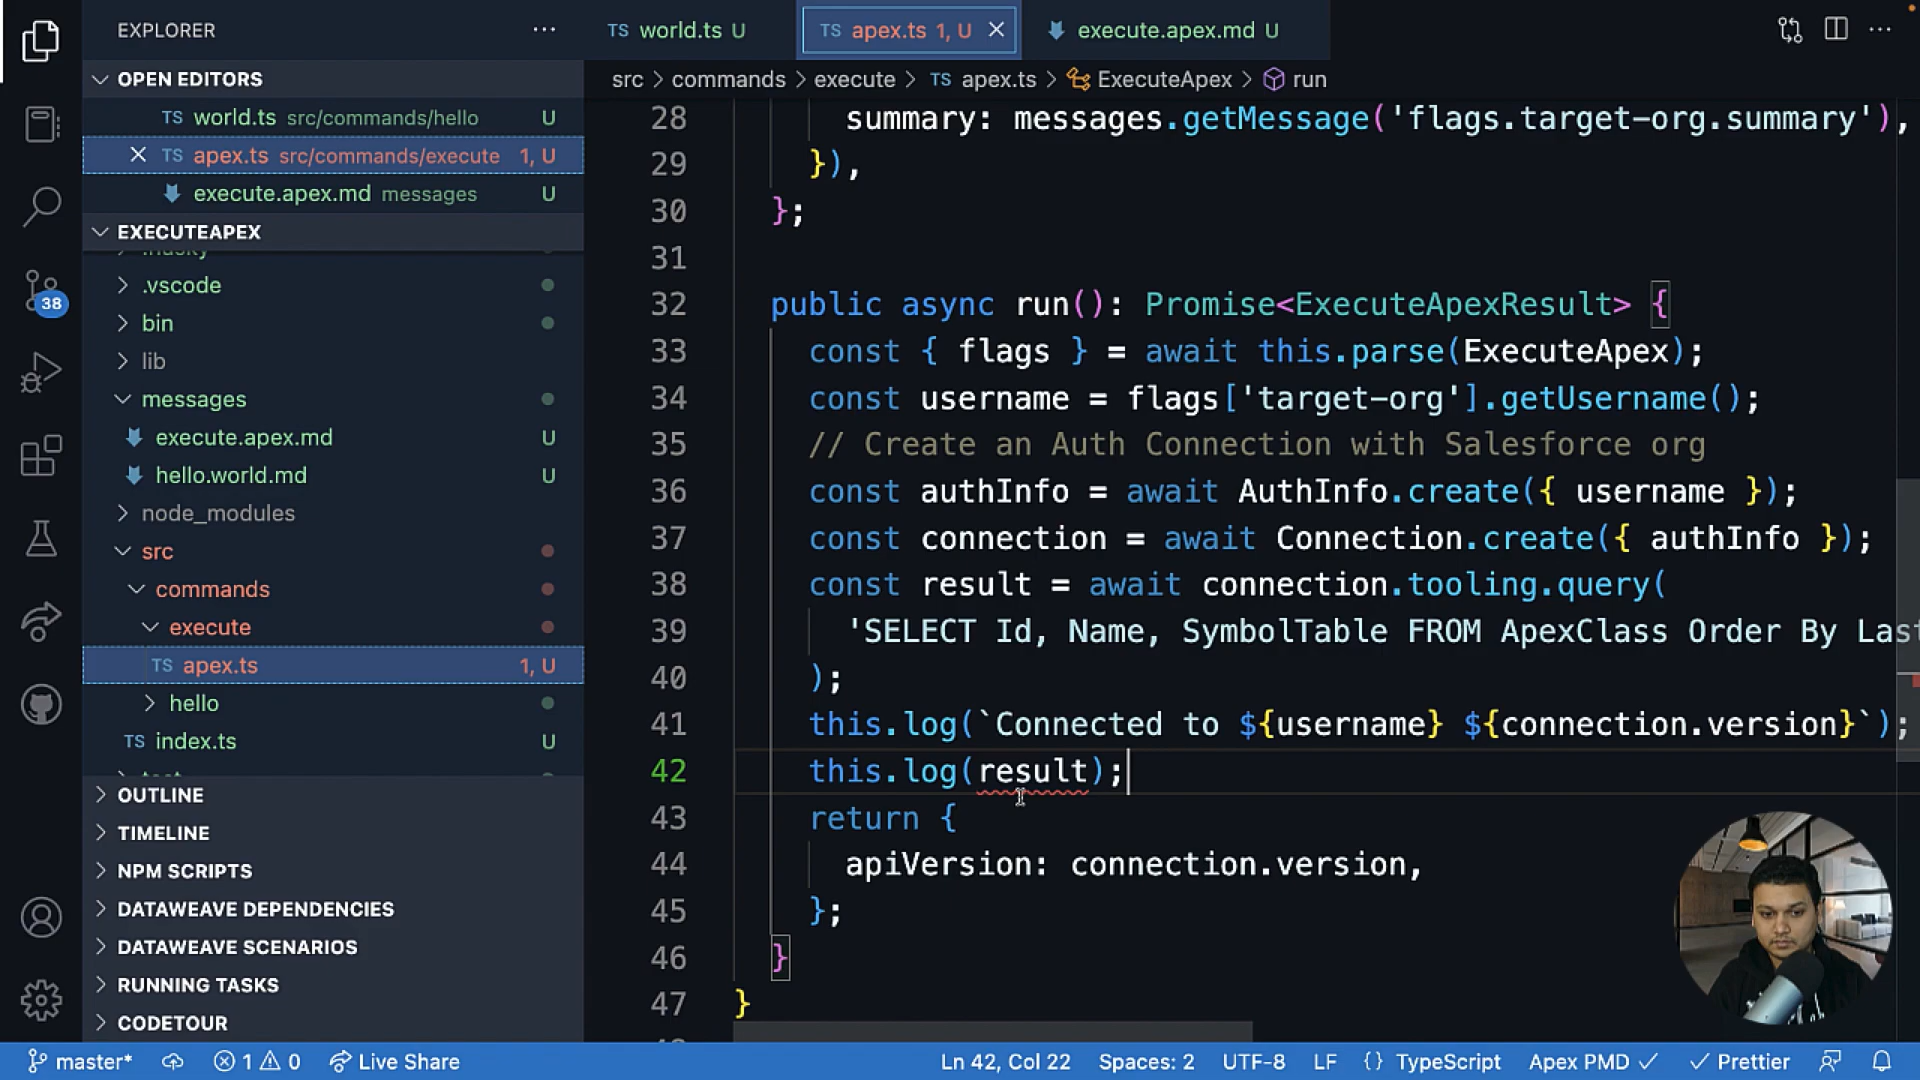 EXPLORER
OPEN EDITORS
TS world.ts src/commands/hello U
TS apex.ts src/commands/execute 1, U
execute.apex.md messages U
EXECUTEAPEX
.husky
.vscode
bin
lib
messages
execute.apex.md U
hello.world.md U
node_modules
src
commands
execute
TS apex.ts 1, U
hello
TS index.ts U
OUTLINE
TIMELINE
NPM SCRIPTS
DATAWEAVE DEPENDENCIES
DATAWEAVE SCENARIOS
RUNNING TASKS
CODETOUR
38
TS world.ts U
TS apex.ts 1, U
execute.apex.md U
src > commands > execute > TS apex.ts > ExecuteApex > run
28 summary: messages.getMessage('flags.target-org.summary'),
29 }),
30 };
31
32 public async run(): Promise<ExecuteApexResult> {
33 const { flags } = await this.parse(ExecuteApex);
34 const username = flags['target-org'].getUsername();
35 // Create an Auth Connection with Salesforce org
36 const authInfo = await AuthInfo.create({ username });
37 const connection = await Connection.create({ authInfo });
38 const result = await connection.tooling.query(
39 'SELECT Id, Name, SymbolTable FROM ApexClass Order By Last
40 );
41 this.log(`Connected to ${username} ${connection.version}`);
42 this.log(result);
43 return {
44 apiVersion: connection.version,
45 };
46 }
47 }
master* 1 0 Live Share Ln 42, Col 22 Spaces: 2 UTF-8 LF {} TypeScript Apex PMD Prettier